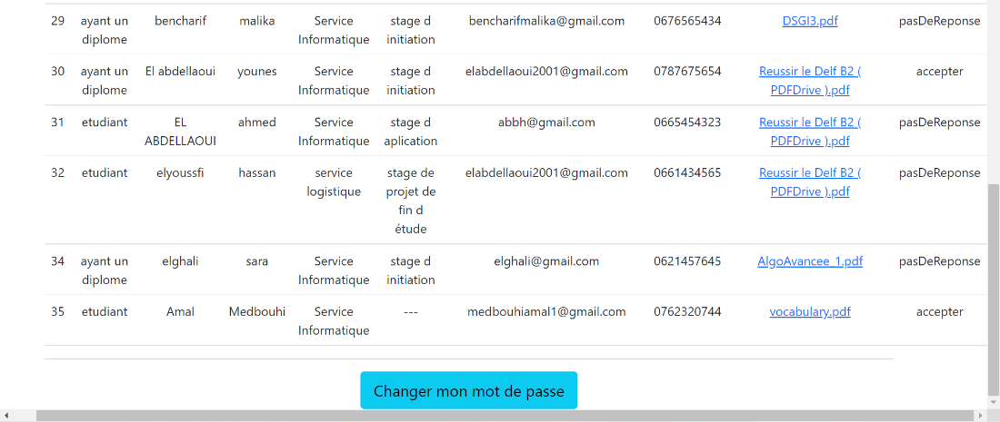 29 ayant un diplome bencharif malika Service Informatique stage d initiation bencharifmalika@gmail.com 0676565434 DSGI3.pdf pasDeReponse
30 ayant un diplome El abdellaoui younes Service Informatique stage d initiation elabdellaoui2001@gmail.com 0787675654 Reussir le Delf B2 ( PDFDrive ).pdf accepter
31 etudiant EL ABDELLAOUI ahmed Service Informatique stage d aplication abbh@gmail.com 0665454323 Reussir le Delf B2 ( PDFDrive ).pdf pasDeReponse
32 etudiant elyoussfi hassan service logistique stage de projet de fin d étude elabdellaoui2001@gmail.com 0661434565 Reussir le Delf B2 ( PDFDrive ).pdf pasDeReponse
34 ayant un diplome elghali sara Service Informatique stage d initiation elghali@gmail.com 0621457645 AlgoAvancee_1.pdf pasDeReponse
35 etudiant Amal Medbouhi Service Informatique --- medbouhiamal1@gmail.com 0762320744 vocabulary.pdf accepter
Changer mon mot de passe